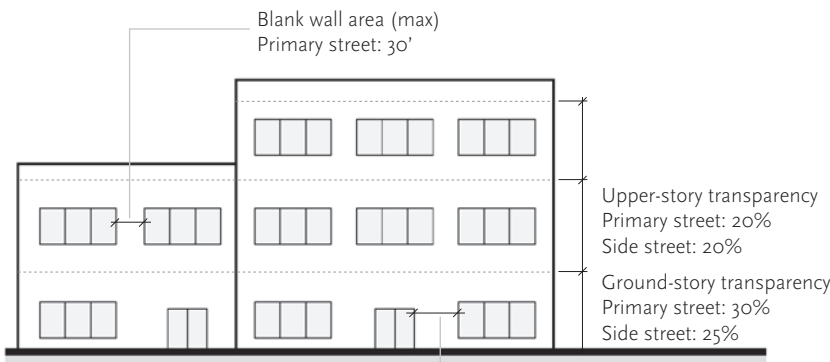 Blank wall area (max)
Primary street: 30’
Upper-story transparency
Primary street: 20%
Side street: 20%
Ground-story transparency
Primary street: 30%
Side street: 25%